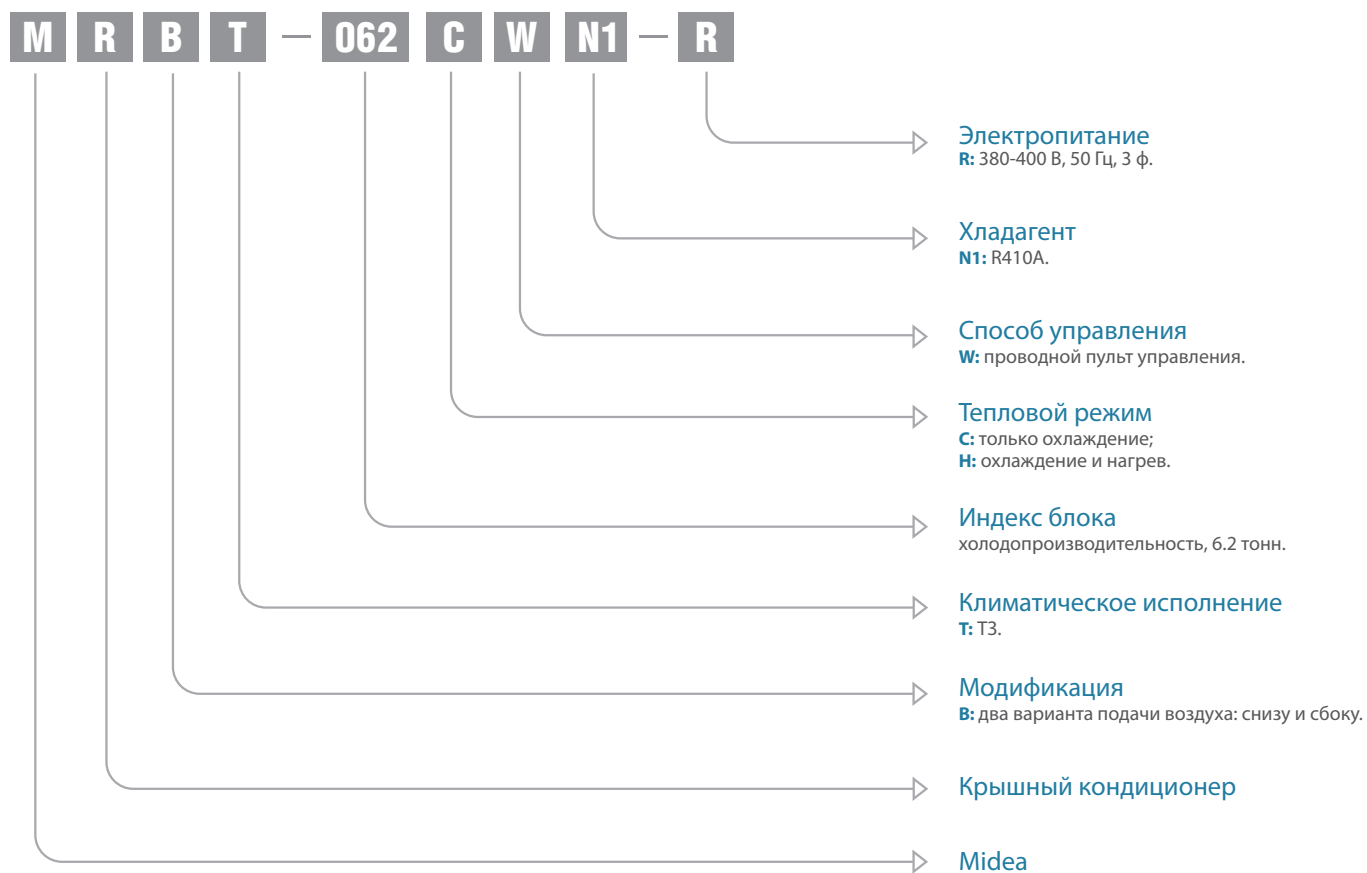 M R B T — 062 C W N1 — R
Электропитание
R: 380-400 В, 50 Гц, 3 ф.
Хладагент
N1: R410A.
Способ управления
W: проводной пульт управления.
Тепловой режим
C: только охлаждение;
H: охлаждение и нагрев.
Индекс блока
холодопроизводительность, 6.2 тонн.
Климатическое исполнение
T: T3.
Модификация
B: два варианта подачи воздуха: снизу и сбоку.
Крышный кондиционер
Midea